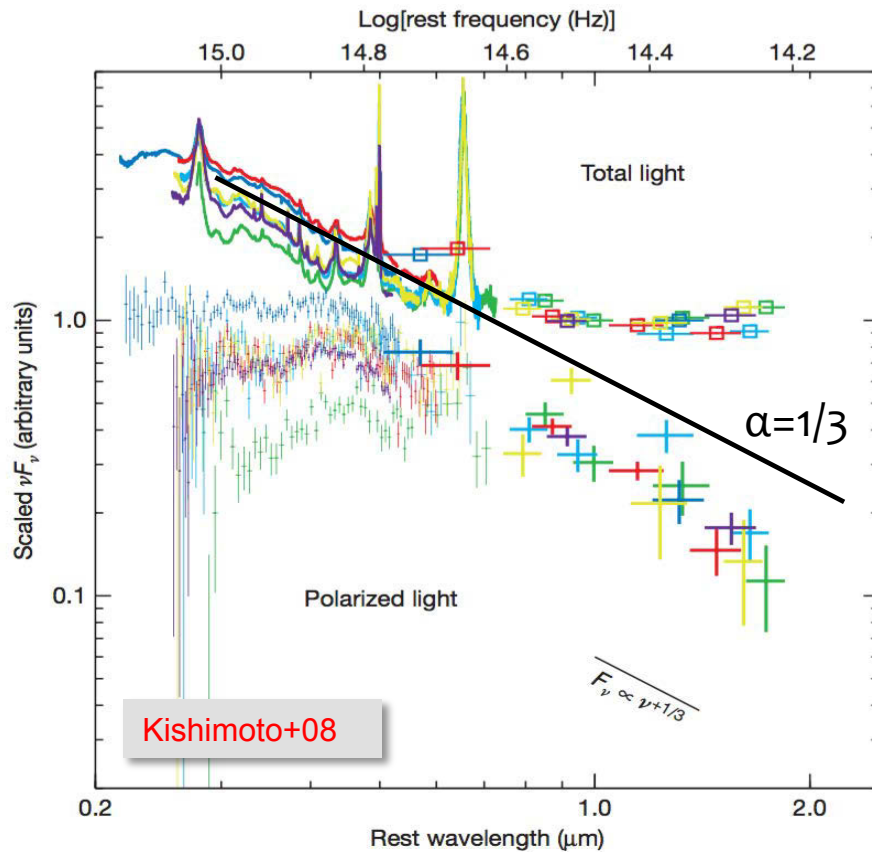 Log[rest frequency (Hz)]
15.0 14.8 14.6 14.4 14.2
Total light
1.0
α=1/3
Scaled νFν (arbitrary units)
0.1
Polarized light
Fν ∝ ν+1/3
Kishimoto+08
0.2 1.0 2.0
Rest wavelength (μm)